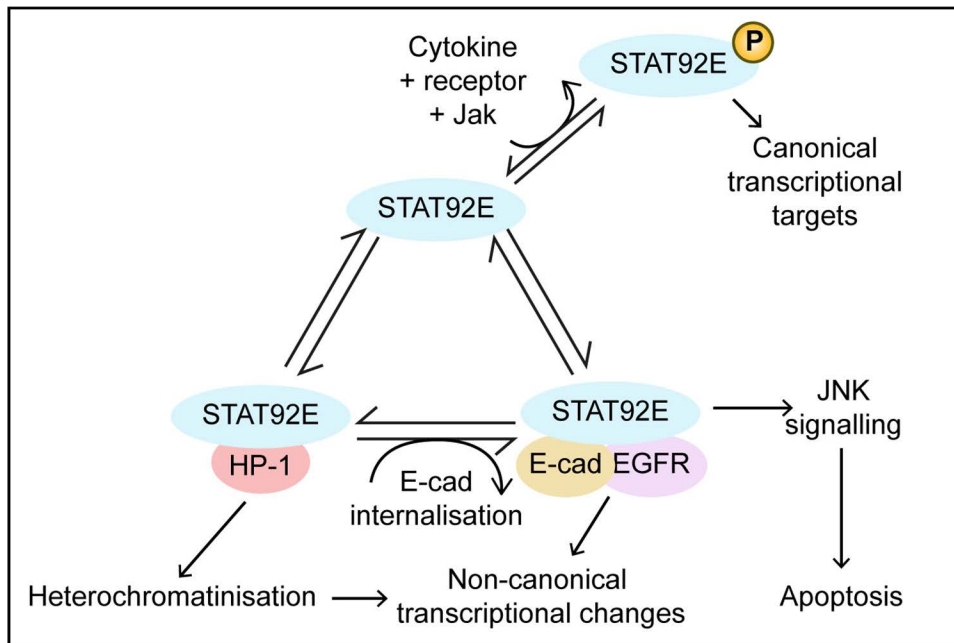 Cytokine
+ receptor
+ Jak
STAT92E
P
Canonical
transcriptional
targets
STAT92E
STAT92E
HP-1
STAT92E
E-cad EGFR
JNK
signalling
E-cad
internalisation
Heterochromatinisation
Non-canonical
transcriptional changes
Apoptosis